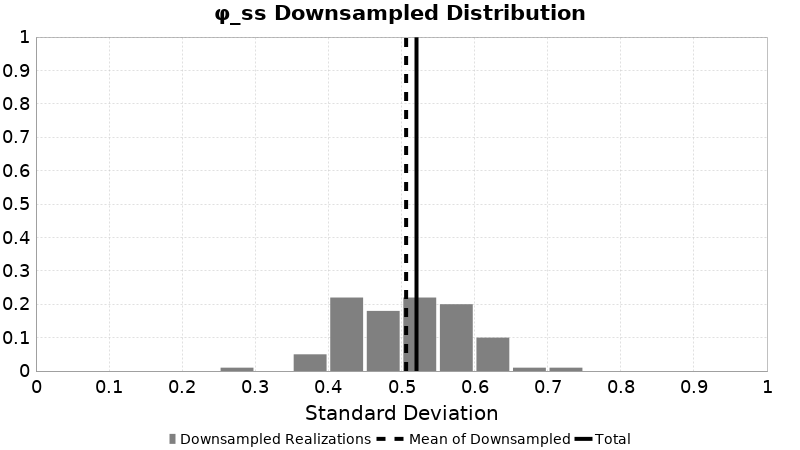 φ_ss Downsampled Distribution
1
0.9
0.8
0.7
0.6
0.5
0.4
0.3
0.2
0.1
0
0 0.1 0.2 0.3 0.4 0.5 0.6 0.7 0.8 0.9 1
Standard Deviation
Downsampled Realizations Mean of Downsampled Total